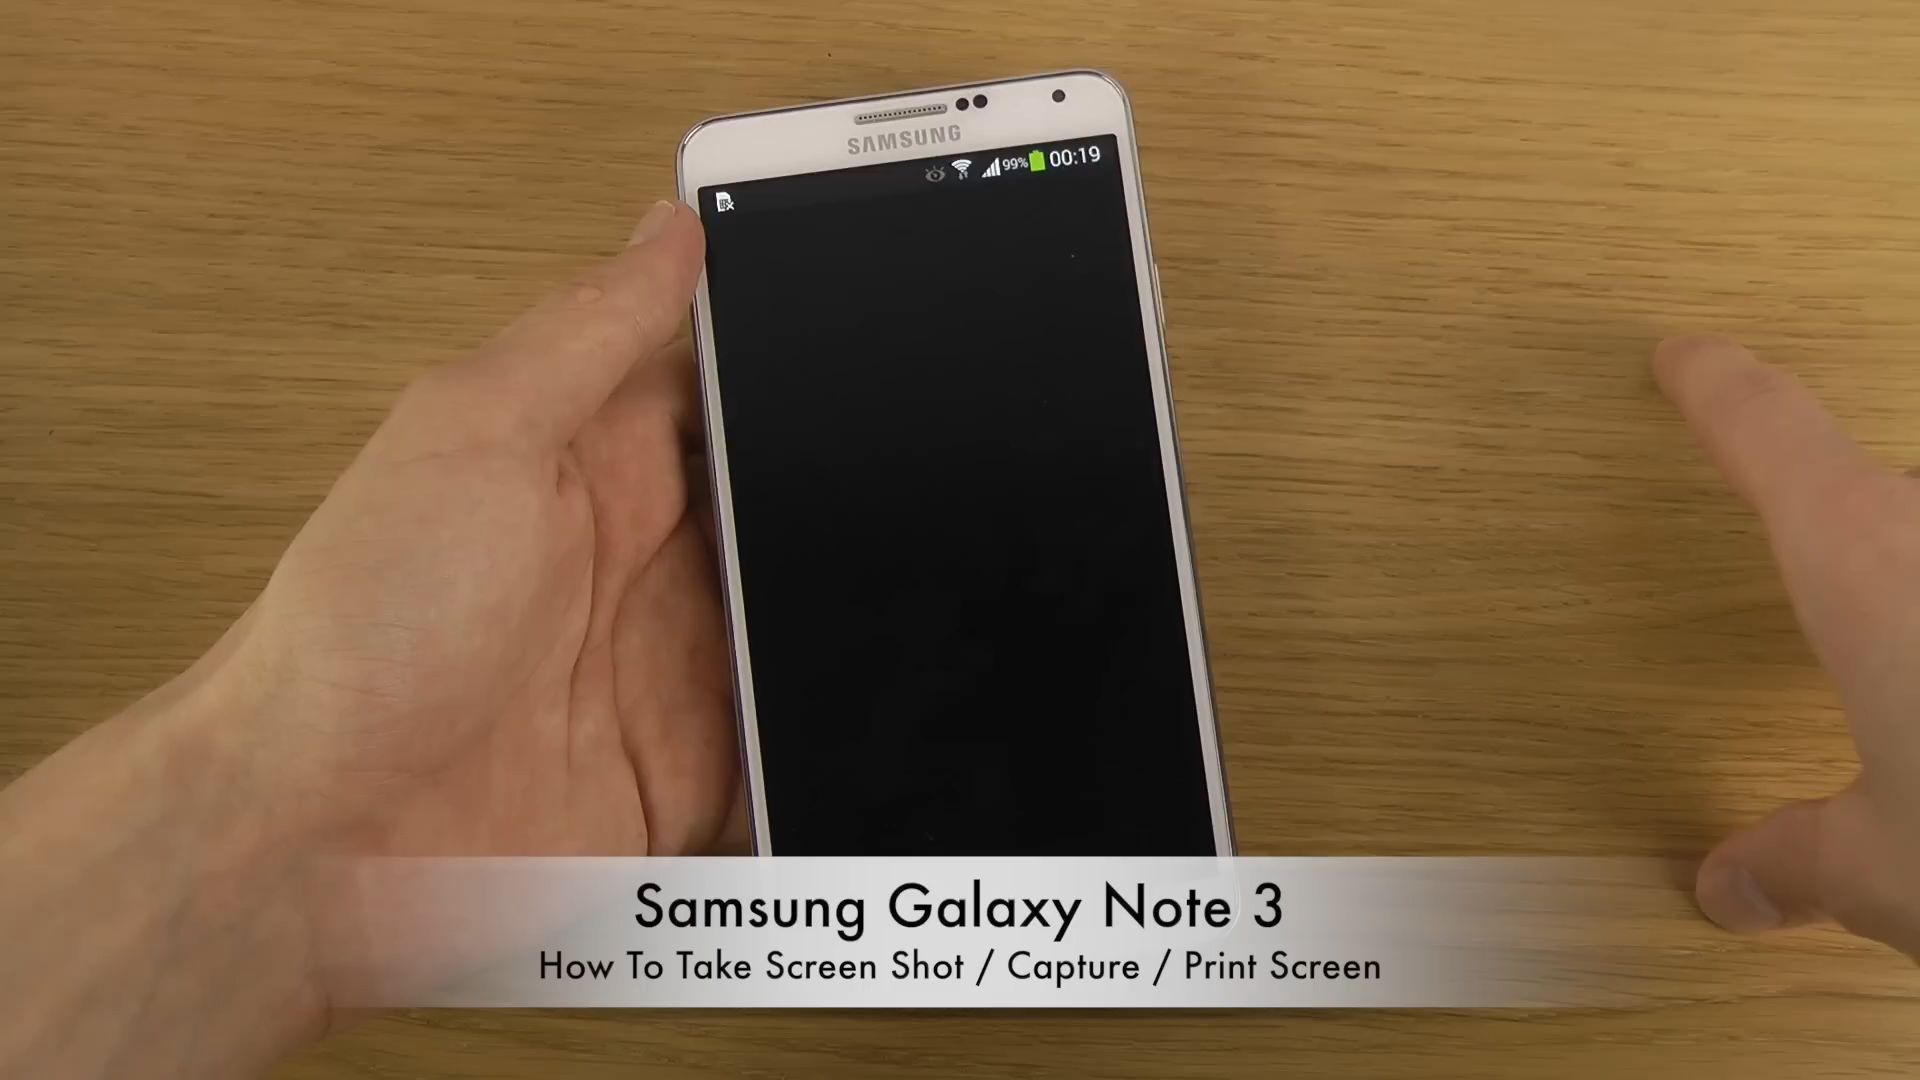 SAMSUNG
99% 00:19
Samsung Galaxy Note 3
How To Take Screen Shot / Capture / Print Screen